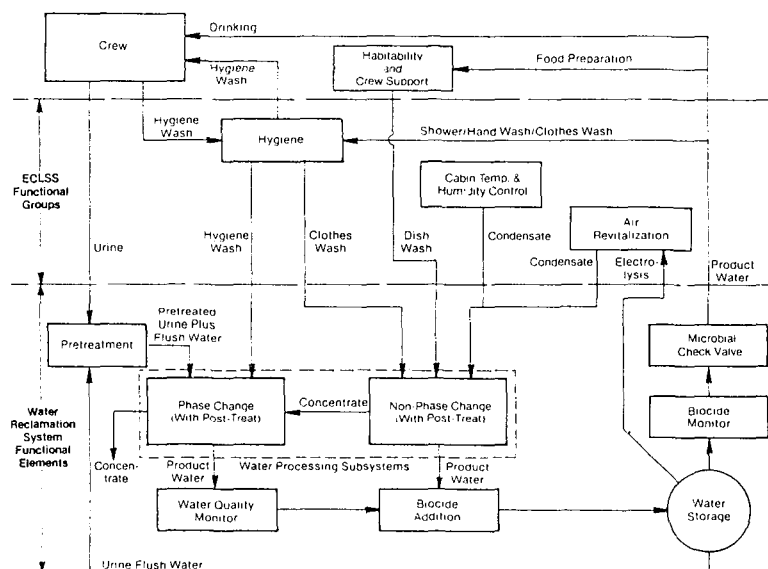 Drinking
Crew
Hygiene
Wash
Habitability
and
Crew Support
Food Preparation
Hygiene
Wash
Hygiene
Shower/Hand Wash/Clothes Wash
ECLSS
Functional
Groups
Cabin Temp. &
Humidity Control
Air
Revitalization
Urine
Hygiene
Wash
Clothes
Wash
Dish
Wash
Condensate
Condensate
Electro-
lysis
Product
Water
Pretreated
Urine Plus
Flush Water
Pretreatment
Microbial
Check Valve
Phase Change
(With Post-Treat)
Concentrate
Non-Phase Change
(With Post-Treat)
Biocide
Monitor
Water
Reclamation
System
Functional
Elements
Concen-
trate
Product
Water
Water Processing Subsystems
Product
Water
Water Quality
Monitor
Biocide
Addition
Water
Storage
Urine Flush Water